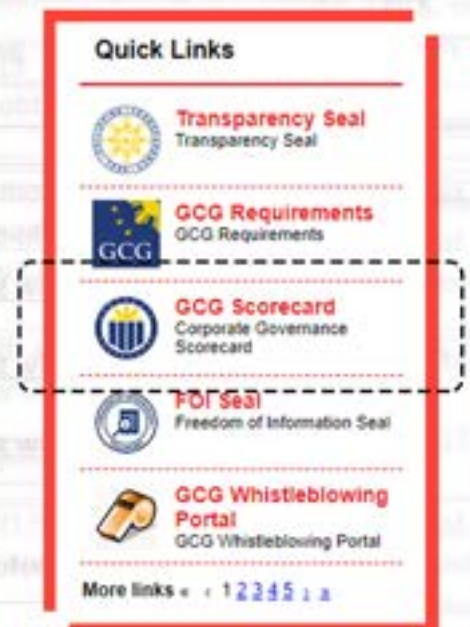 Quick Links
Transparency Seal
Transparency Seal
GCG Requirements
GCG Requirements
GCG
GCG Scorecard
Corporate Governance
Scorecard
FOI Seal
Freedom of Information Seal
GCG Whistleblowing
Portal
GCG Whistleblowing Portal
More links « ‹ 1 2 3 4 5 › »